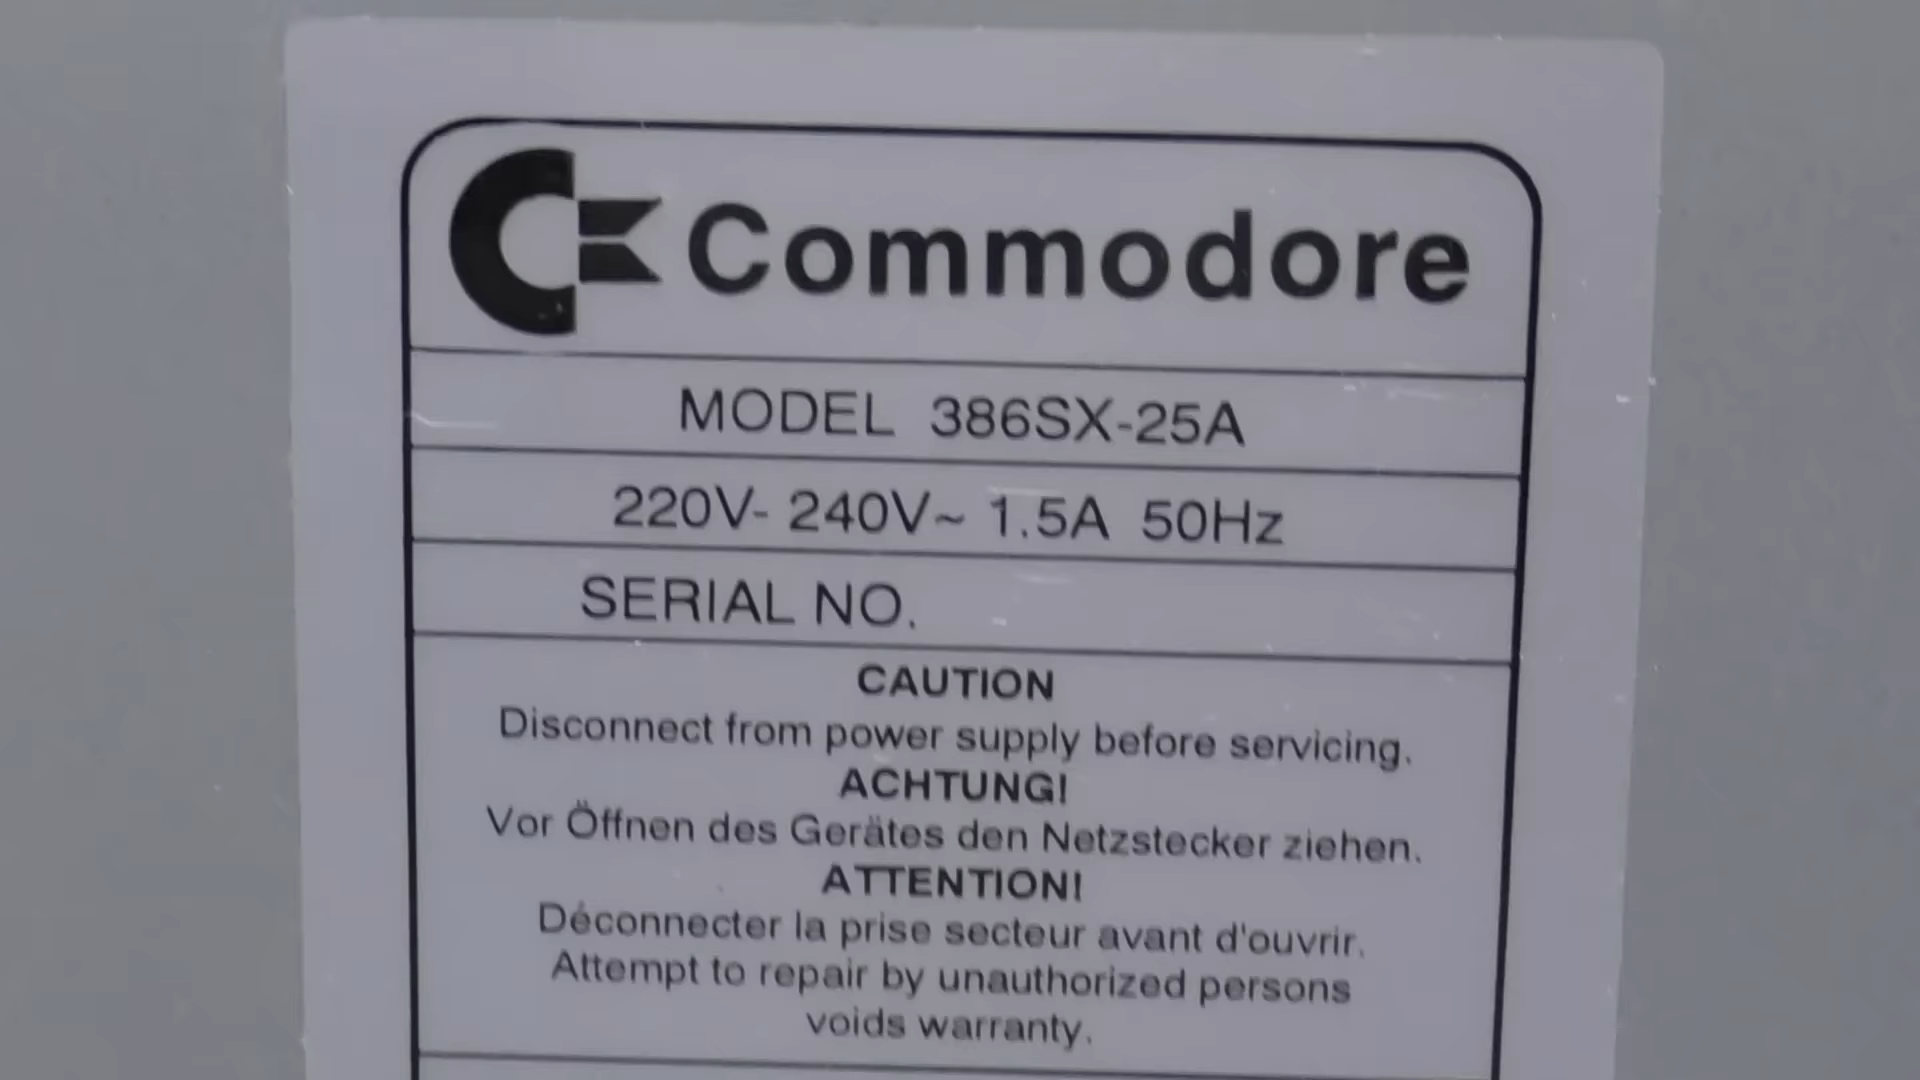 Commodore
MODEL 386SX-25A
220V- 240V~ 1.5A 50Hz
SERIAL NO.
CAUTION
Disconnect from power supply before servicing.
ACHTUNG!
Vor Öffnen des Gerätes den Netzstecker ziehen.
ATTENTION!
Déconnecter la prise secteur avant d'ouvrir.
Attempt to repair by unauthorized persons
voids warranty.